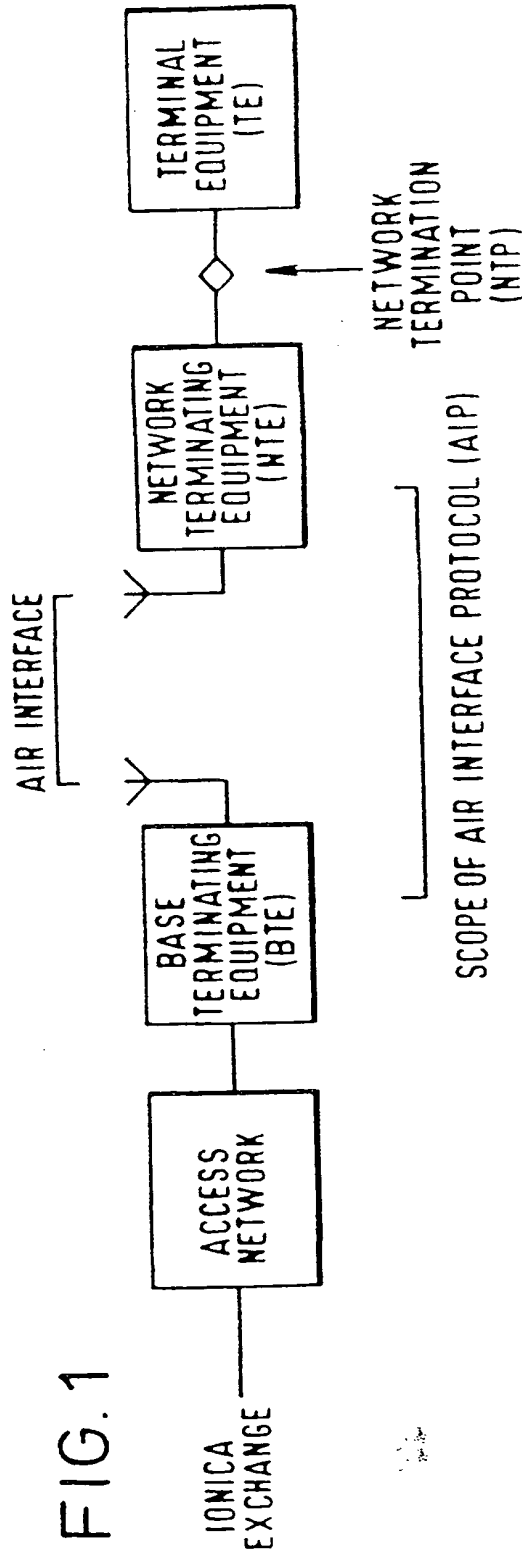 FIG.1
IONICA
EXCHANGE
ACCESS
NETWORK
BASE
TERMINATING
EQUIPMENT
(BTE)
AIR INTERFACE
NETWORK
TERMINATING
EQUIPMENT
(NTE)
TERMINAL
EQUIPMENT
(TE)
NETWORK
TERMINATION
POINT
(NTP)
SCOPE OF AIR INTERFACE PROTOCOL (AIP)